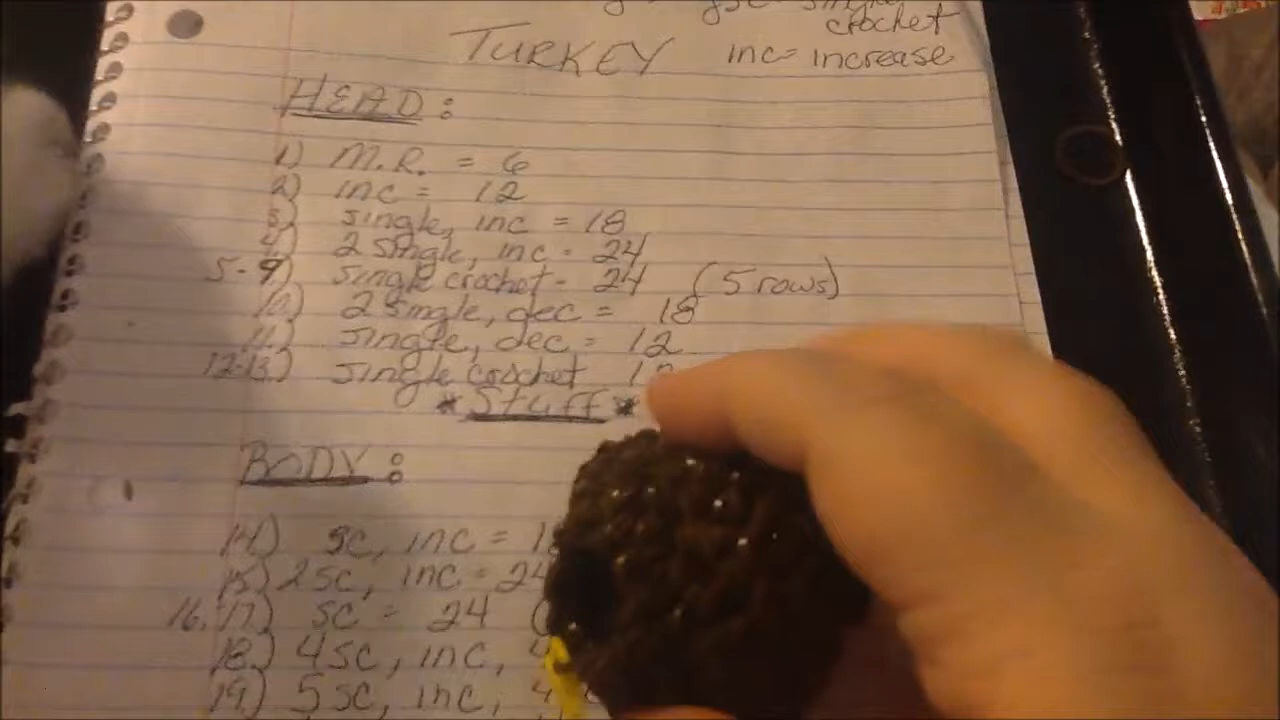 single
crochet
TURKEY inc= increase
HEAD:
1) M.R. = 6
2) inc = 12
3) single, inc = 18
4) 2 single, inc = 24
5-9) single crochet = 24 (5 rows)
10) 2 single, dec = 18
11) single, dec = 12
12-13) single crochet
*Stuff*
BODY:
14) sc, inc =
15) 2sc, inc = 24
16-17) sc = 24 (
18) 4sc, inc,
19) 5sc, inc,